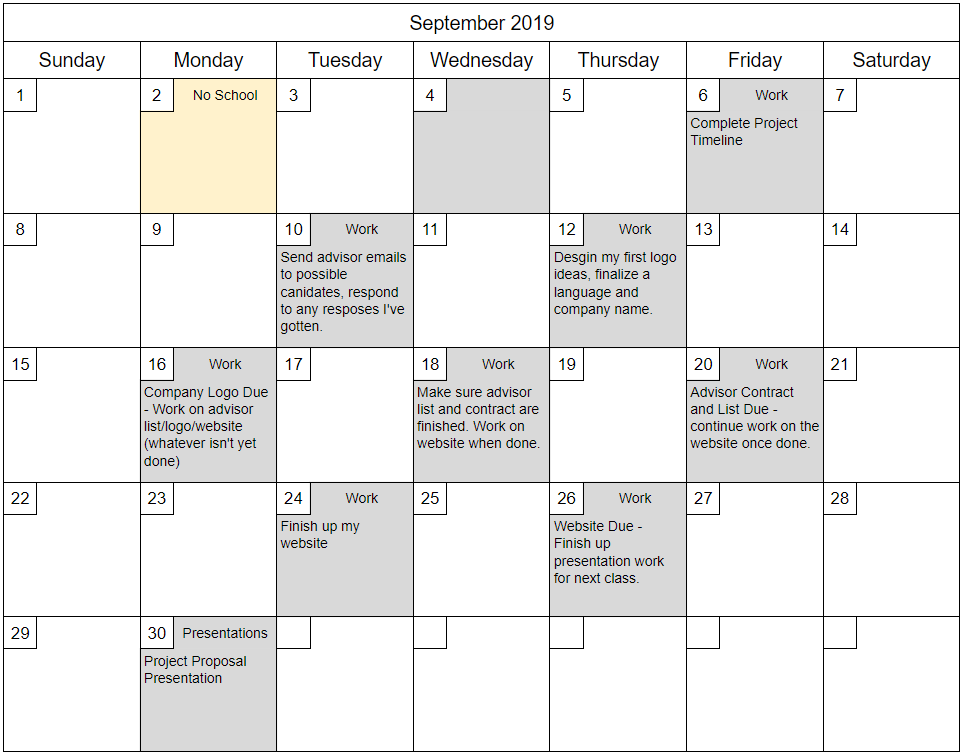 September 2019
Sunday Monday Tuesday Wednesday Thursday Friday Saturday
1
2 No School
3
4
5
6 Work
Complete Project
Timeline
7
8
9
10 Work
Send advisor emails
to possible
canidates, respond
to any resposes I've
gotten.
11
12 Work
Desgin my first logo
ideas, finalize a
language and
company name.
13
14
15
16 Work
Company Logo Due
- Work on advisor
list/logo/website
(whatever isn't yet
done)
17
18 Work
Make sure advisor
list and contract are
finished. Work on
website when done.
19
20 Work
Advisor Contract
and List Due -
continue work on the
website once done.
21
22
23
24 Work
Finish up my
website
25
26 Work
Website Due -
Finish up
presentation work
for next class.
27
28
29
30 Presentations
Project Proposal
Presentation